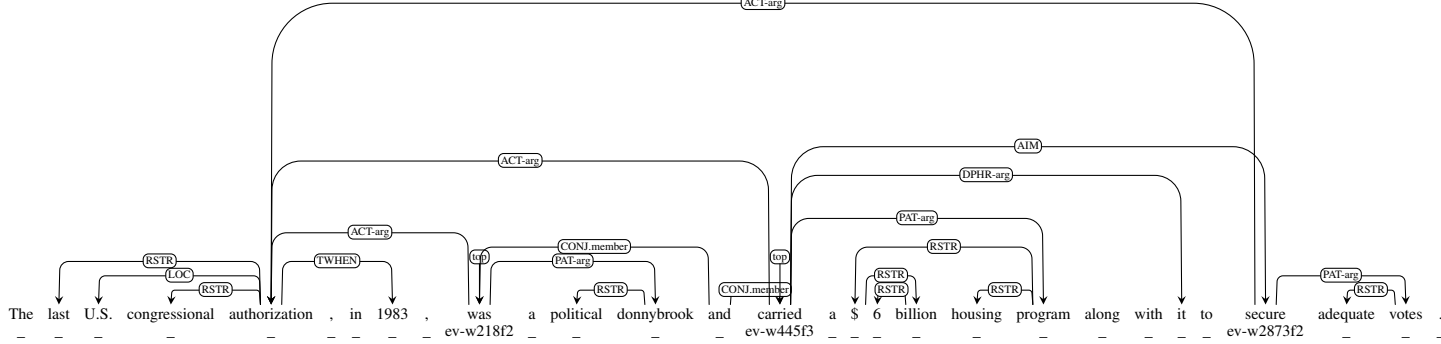 ACT-arg
AIM
ACT-arg
DPHR-arg
PAT-arg
ACT-arg
CONJ.member RSTR
top top
RSTR TWHEN PAT-arg
LOC RSTR PAT-arg
RSTR RSTR CONJ.member RSTR RSTR RSTR
The last U.S. congressional authorization , in 1983 , was a political donnybrook and carried a $ 6 billion housing program along with it to secure adequate votes .
ev-w218f2 ev-w445f3 ev-w2873f2
_ _ _ _ _ _ _ _ _ _ _ _ _ _ _ _ _ _ _ _ _ _ _ _ _ _